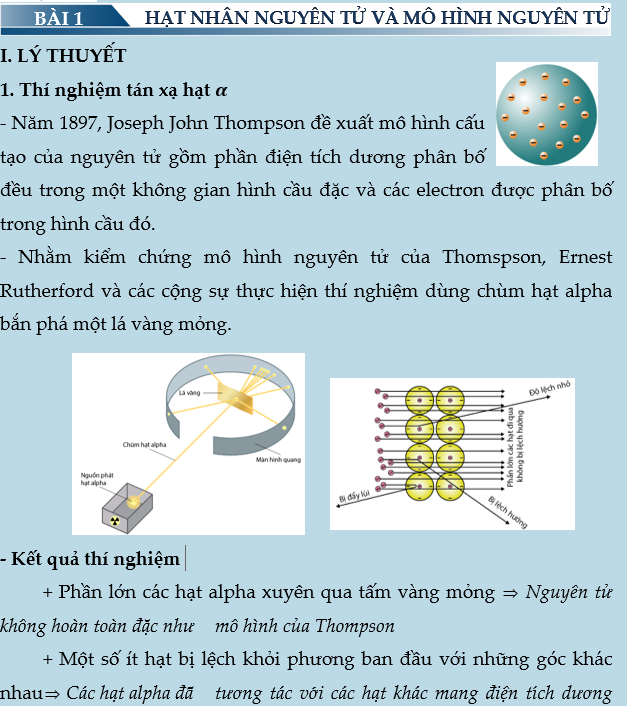 BÀI 1
HẠT NHÂN NGUYÊN TỬ VÀ MÔ HÌNH NGUYÊN TỬ
I. LÝ THUYẾT
1. Thí nghiệm tán xạ hạt α
- Năm 1897, Joseph John Thompson đề xuất mô hình cấu
tạo của nguyên tử gồm phần điện tích dương phân bố
đều trong một không gian hình cầu đặc và các electron được phân bố
trong hình cầu đó.
- Nhằm kiểm chứng mô hình nguyên tử của Thomspson, Ernest
Rutherford và các cộng sự thực hiện thí nghiệm dùng chùm hạt alpha
bắn phá một lá vàng mỏng.
Lá vàng
Chùm hạt alpha
Màn hình quang
Nguồn phát
hạt alpha
Độ lệch nhỏ
Phần lớn các hạt đi qua
không bị lệch hướng
Bị đẩy lùi
Bị lệch hướng
- Kết quả thí nghiệm
+ Phần lớn các hạt alpha xuyên qua tấm vàng mỏng ⇒ Nguyên tử
không hoàn toàn đặc như mô hình của Thompson
+ Một số ít hạt bị lệch khỏi phương ban đầu với những góc khác
nhau⇒ Các hạt alpha đã tương tác với các hạt khác mang điện tích dương